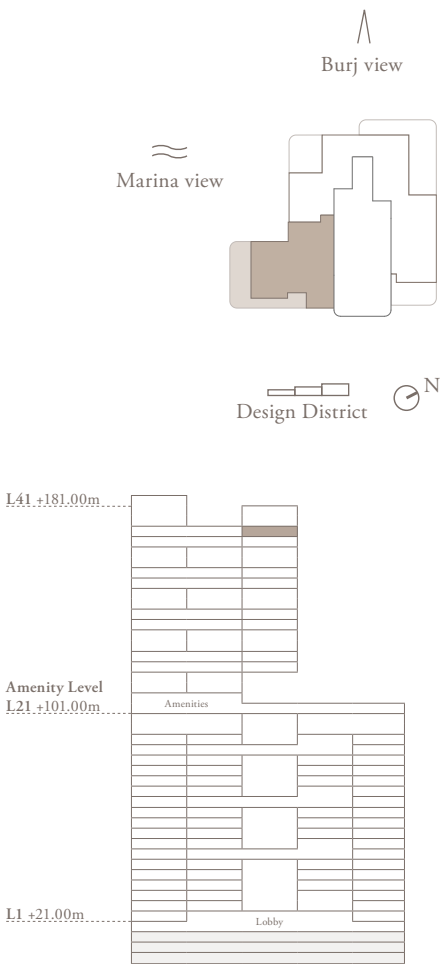 Burj view
Marina view
N
Design District
L41 +181.00m
Amenity Level
L21 +101.00m
Amenities
L1 +21.00m
Lobby